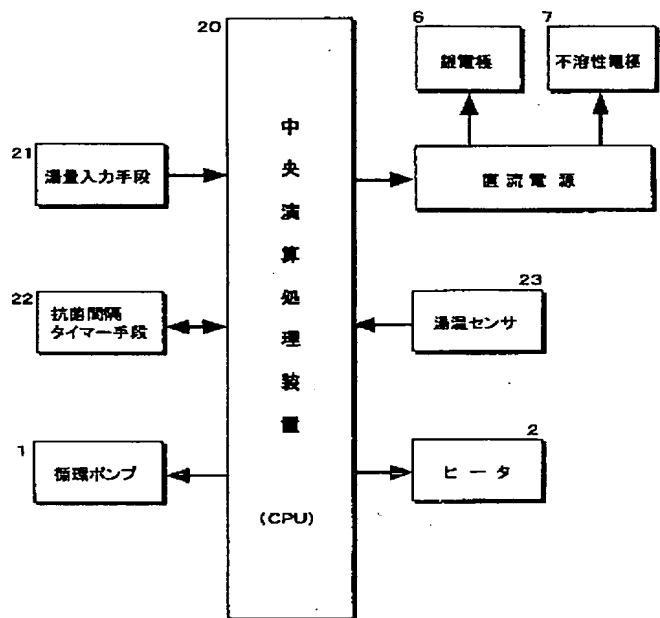 20
中央演算処理装置
(CPU)
21
湯量入力手段
22
抗菌間隔
タイマー手段
1
循環ポンプ
6
銀電極
7
不溶性電極
直流電源
23
湯温センサ
2
ヒータ